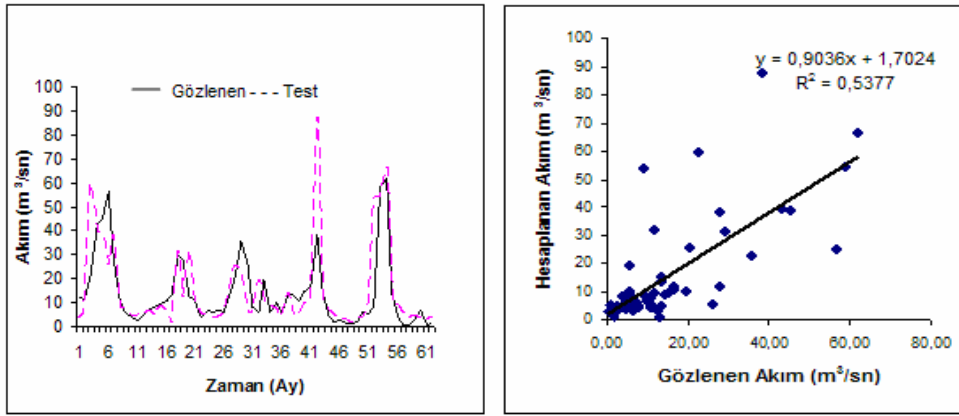 Gözlenen - - - Test
Akım (m³/sn)
100
90
80
70
60
50
40
30
20
10
0
1 6 11 16 21 26 31 36 41 46 51 56 61
Zaman (Ay)
y = 0,9036x + 1,7024
R² = 0,5377
Hesaplanan Akım (m³/sn)
100
90
80
70
60
50
40
30
20
10
0
0,00 20,00 40,00 60,00 80,00
Gözlenen Akım (m³/sn)